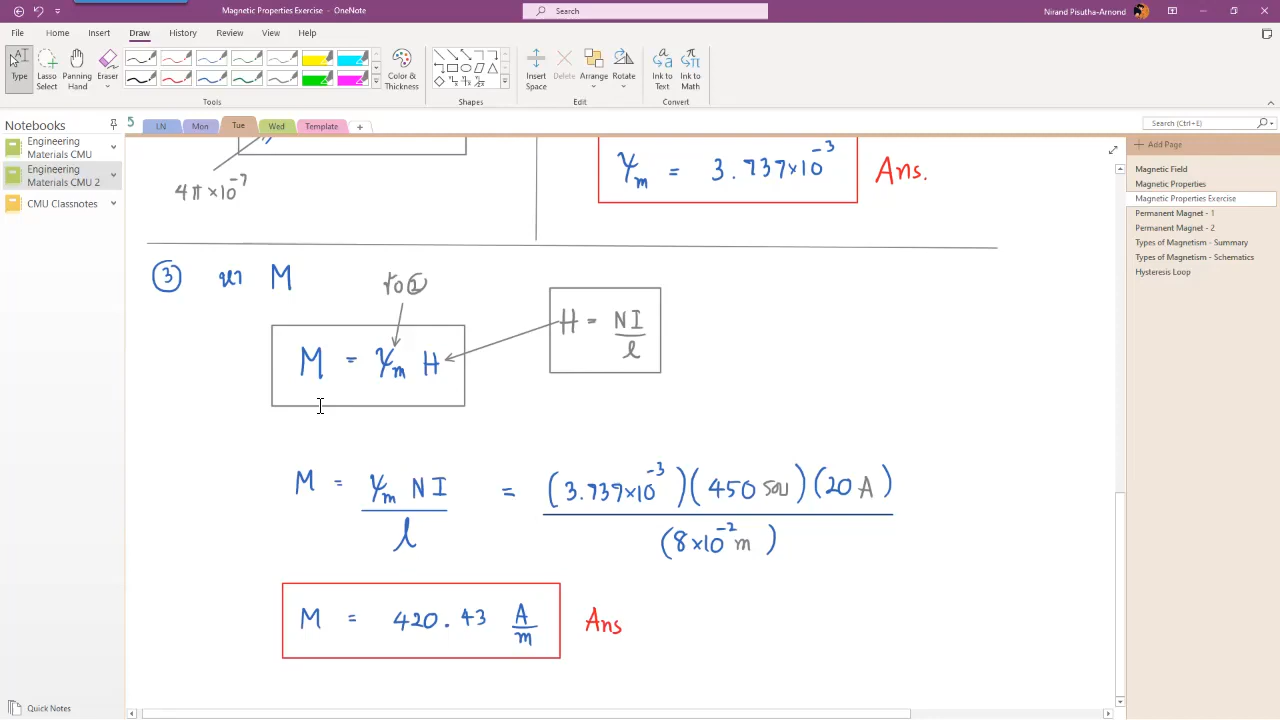 Magnetic Properties Exercise - OneNote
Search
Nirand Pisutha-Arnond
File Home Insert Draw History Review View Help
Type Lasso Select Panning Hand Eraser
Color & Thickness
Insert Space Delete Arrange Rotate
Ink to Text Ink to Math
Tools Shapes Edit Convert
Notebooks
5 LN Mon Tue Wed Template +
Search (Ctrl+E)
Engineering Materials CMU
Engineering Materials CMU 2
CMU Classnotes
Add Page
Magnetic Field
Magnetic Properties
Magnetic Properties Exercise
Permanent Magnet - 1
Permanent Magnet - 2
Types of Magnetism - Summary
Types of Magnetism - Schematics
Hysteresis Loop
4π×10⁻⁷
Ψm = 3.737×10⁻³ Ans.
③ หา M
M = Ψm H
H = NI/l
M = Ψm NI/l = (3.737×10⁻³)(450 รอบ)(20 A)/(8×10⁻² m)
M = 420.43 A/m Ans
Quick Notes